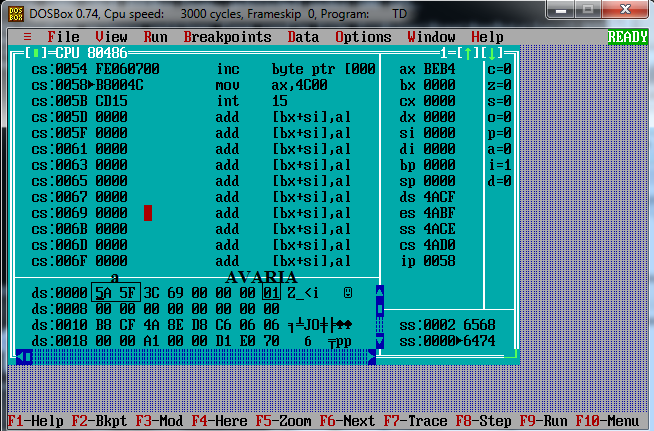 DOSBox 0.74, Cpu speed: 3000 cycles, Frameskip 0, Program: TD
≡ File View Run Breakpoints Data Options Window Help READY
[■]=CPU 80486 1=[↑][↓]
cs:0054 FE060700 inc byte ptr [000 ax BEB4 c=0
cs:0058►B8004C mov ax,4C00 bx 0000 z=0
cs:005B CD15 int 15 cx 0000 s=0
cs:005D 0000 add [bx+si],al dx 0000 o=0
cs:005F 0000 add [bx+si],al si 0000 p=0
cs:0061 0000 add [bx+si],al di 0000 a=0
cs:0063 0000 add [bx+si],al bp 0000 i=1
cs:0065 0000 add [bx+si],al sp 0000 d=0
cs:0067 0000 add [bx+si],al ds 4ACF
cs:0069 0000 add [bx+si],al es 4ABF
cs:006B 0000 add [bx+si],al ss 4ACE
cs:006D 0000 add [bx+si],al cs 4AD0
cs:006F 0000 add [bx+si],al ip 0058
a AVARIA
ds:0000 5A 5F 3C 69 00 00 00 01 Z_<i ☺
ds:0008 00 00 00 00 00 00 00 00
ds:0010 B8 CF 4A 8E D8 C6 06 06 ╕╧JO╪╞♠♠ ss:0002 6568
ds:0018 00 00 A1 00 00 D1 E0 70 б ╤рp ss:0000►6474
F1-Help F2-Bkpt F3-Mod F4-Here F5-Zoom F6-Next F7-Trace F8-Step F9-Run F10-Menu